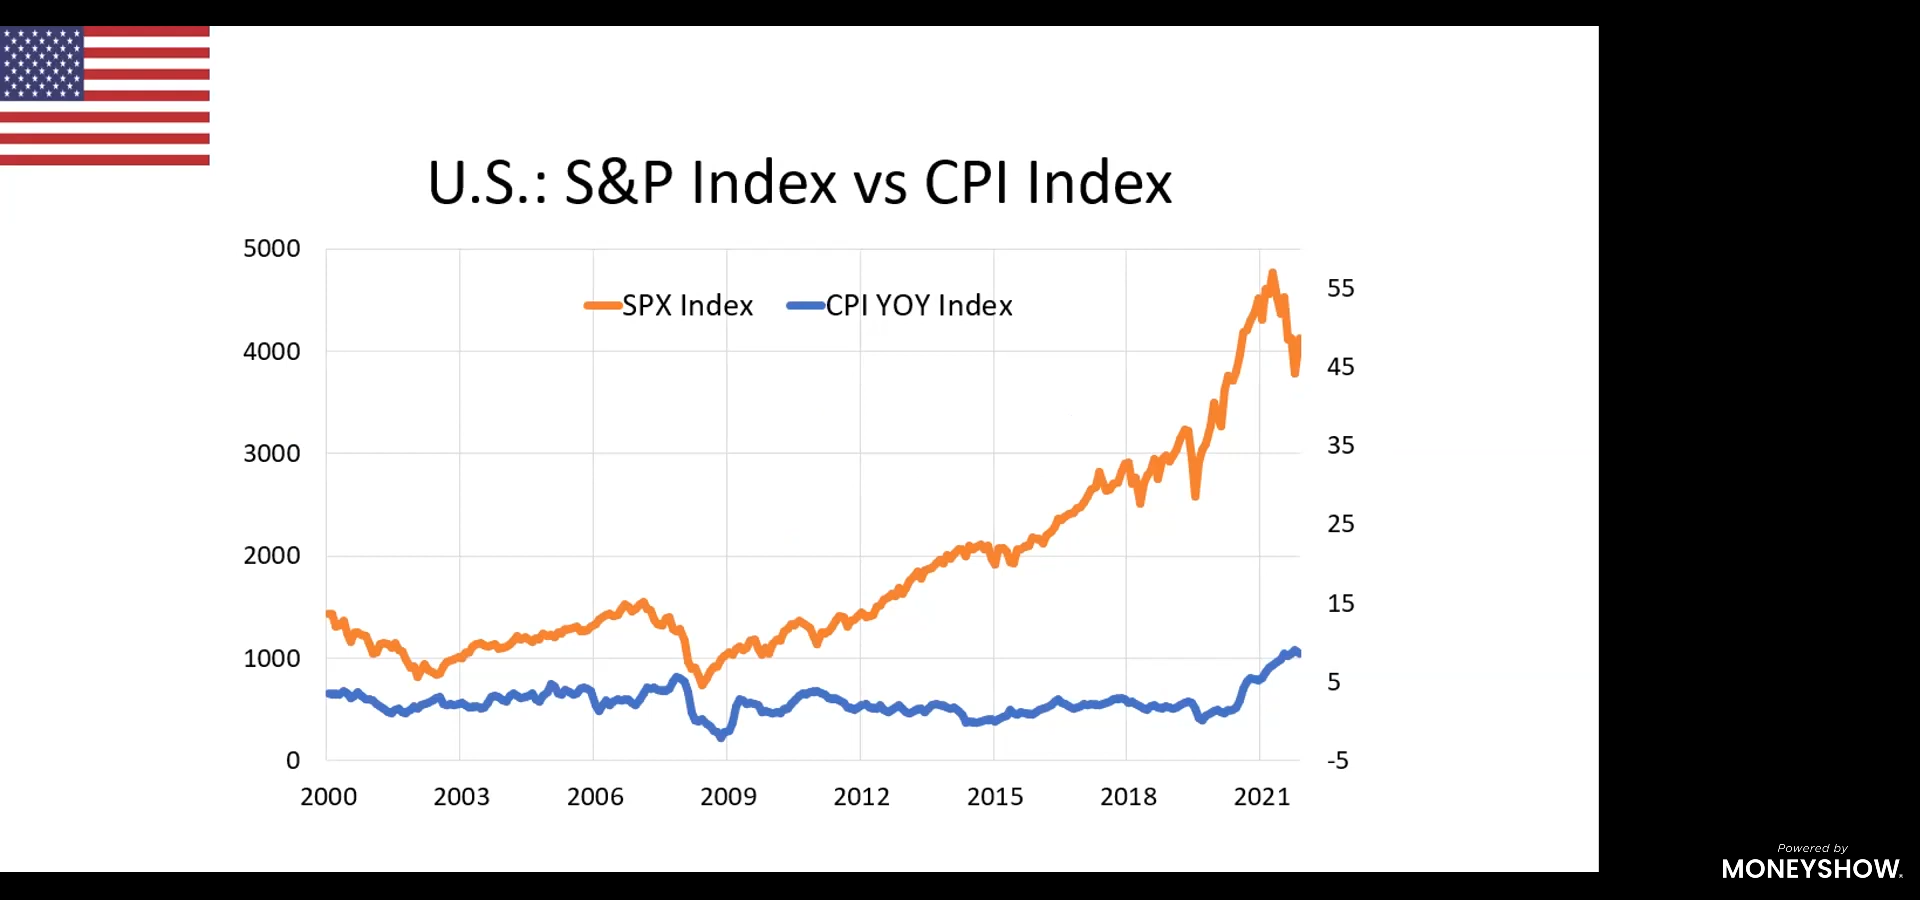 U.S.: S&P Index vs CPI Index
5000
4000
3000
2000
1000
0
SPX Index CPI YOY Index
55
45
35
25
15
5
-5
2000 2003 2006 2009 2012 2015 2018 2021
Powered by
MONEYSHOW.